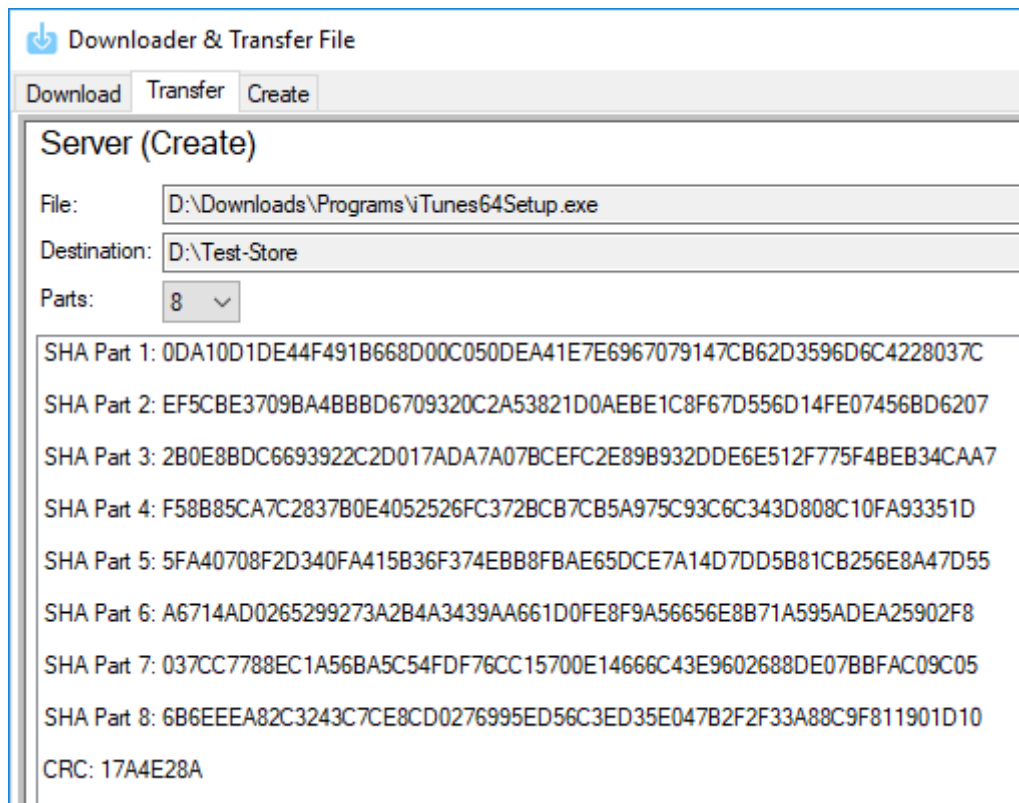 Downloader & Transfer File
Download Transfer Create
Server (Create)
File: D:\Downloads\Programs\iTunes64Setup.exe
Destination: D:\Test-Store
Parts: 8
SHA Part 1: 0DA10D1DE44F491B668D00C050DEA41E7E6967079147CB62D3596D6C4228037C
SHA Part 2: EF5CBE3709BA4BBBD6709320C2A53821D0AEBE1C8F67D556D14FE07456BD6207
SHA Part 3: 2B0E8BDC6693922C2D017ADA7A07BCEFC2E89B932DDE6E512F775F4BEB34CAA7
SHA Part 4: F58B85CA7C2837B0E4052526FC372BCB7CB5A975C93C6C343D808C10FA93351D
SHA Part 5: 5FA40708F2D340FA415B36F374EBB8FBAE65DCE7A14D7DD5B81CB256E8A47D55
SHA Part 6: A6714AD0265299273A2B4A3439AA661D0FE8F9A56656E8B71A595ADEA25902F8
SHA Part 7: 037CC7788EC1A56BA5C54FDF76CC15700E14666C43E9602688DE07BBFAC09C05
SHA Part 8: 6B6EEEA82C3243C7CE8CD0276995ED56C3ED35E047B2F2F33A88C9F811901D10
CRC: 17A4E28A